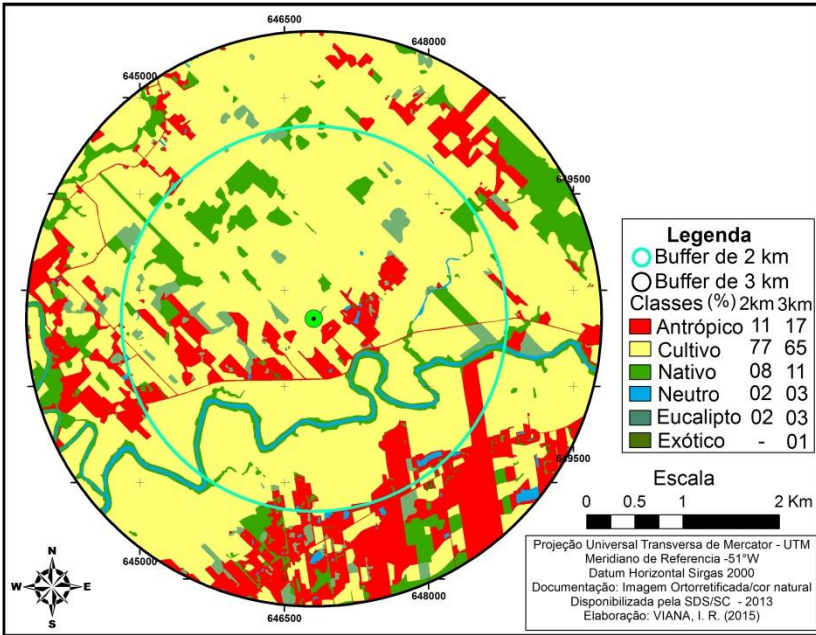 646500
648000
645000
649500
649500
645000
648000
646500
N
W E
S
Legenda
Buffer de 2 km
Buffer de 3 km
Classes (%) 2km 3km
Antrópico 11 17
Cultivo 77 65
Nativo 08 11
Neutro 02 03
Eucalipto 02 03
Exótico - 01
Escala
0 0.5 1 2 Km
Projeção Universal Transversa de Mercator - UTM
Meridiano de Referencia -51°W
Datum Horizontal Sirgas 2000
Documentação: Imagem Ortorretificada/cor natural
Disponibilizada pela SDS/SC - 2013
Elaboração: VIANA, I. R. (2015)